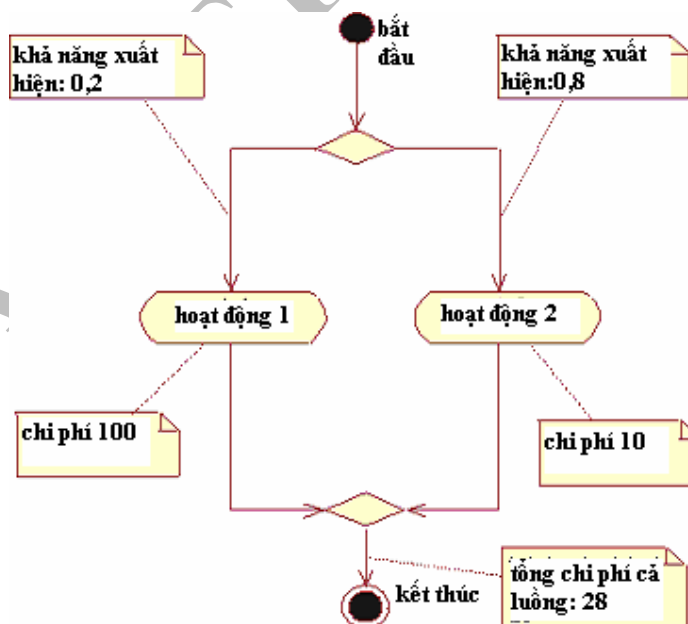 bắt
đầu
khả năng xuất
hiện: 0,2
khả năng xuất
hiện:0,8
hoạt động 1
hoạt động 2
chi phí 100
chi phí 10
kết thúc
tổng chi phí cả
luồng: 28